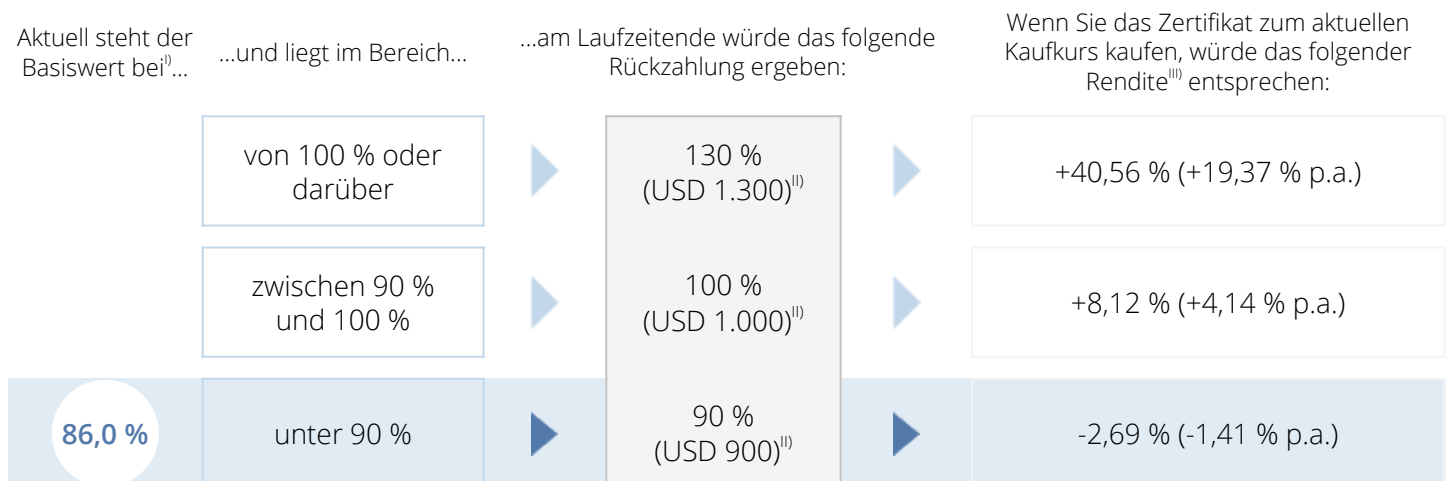 Aktuell steht der
Basiswert bei I)...
...und liegt im Bereich...
...am Laufzeitende würde das folgende
Rückzahlung ergeben:
Wenn Sie das Zertifikat zum aktuellen
Kaufkurs kaufen, würde das folgender
Rendite III) entsprechen:
von 100 % oder
darüber
130 %
(USD 1.300) II)
+40,56 % (+19,37 % p.a.)
zwischen 90 %
und 100 %
100 %
(USD 1.000) II)
+8,12 % (+4,14 % p.a.)
86,0 %
unter 90 %
90 %
(USD 900) II)
-2,69 % (-1,41 % p.a.)